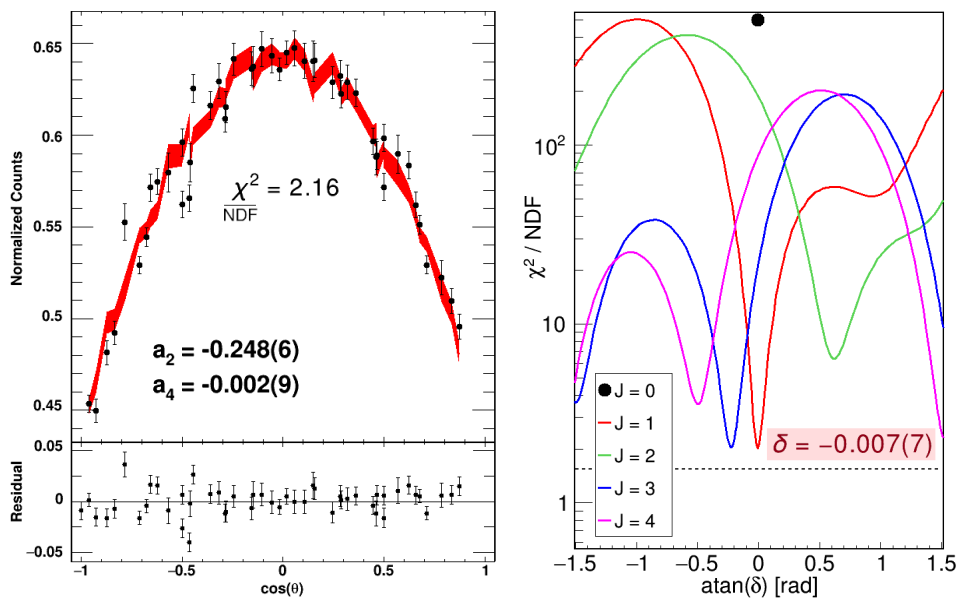 Normalized Counts
0.65
0.6
0.55
0.5
0.45
χ² / NDF = 2.16
a₂ = -0.248(6)
a₄ = -0.002(9)
Residual
0.05
0
−0.05
−1 −0.5 0 0.5 1
cos(θ)
χ² / NDF
10²
10
1
J = 0
J = 1
J = 2
J = 3
J = 4
δ = −0.007(7)
−1.5 −1 −0.5 0 0.5 1 1.5
atan(δ) [rad]